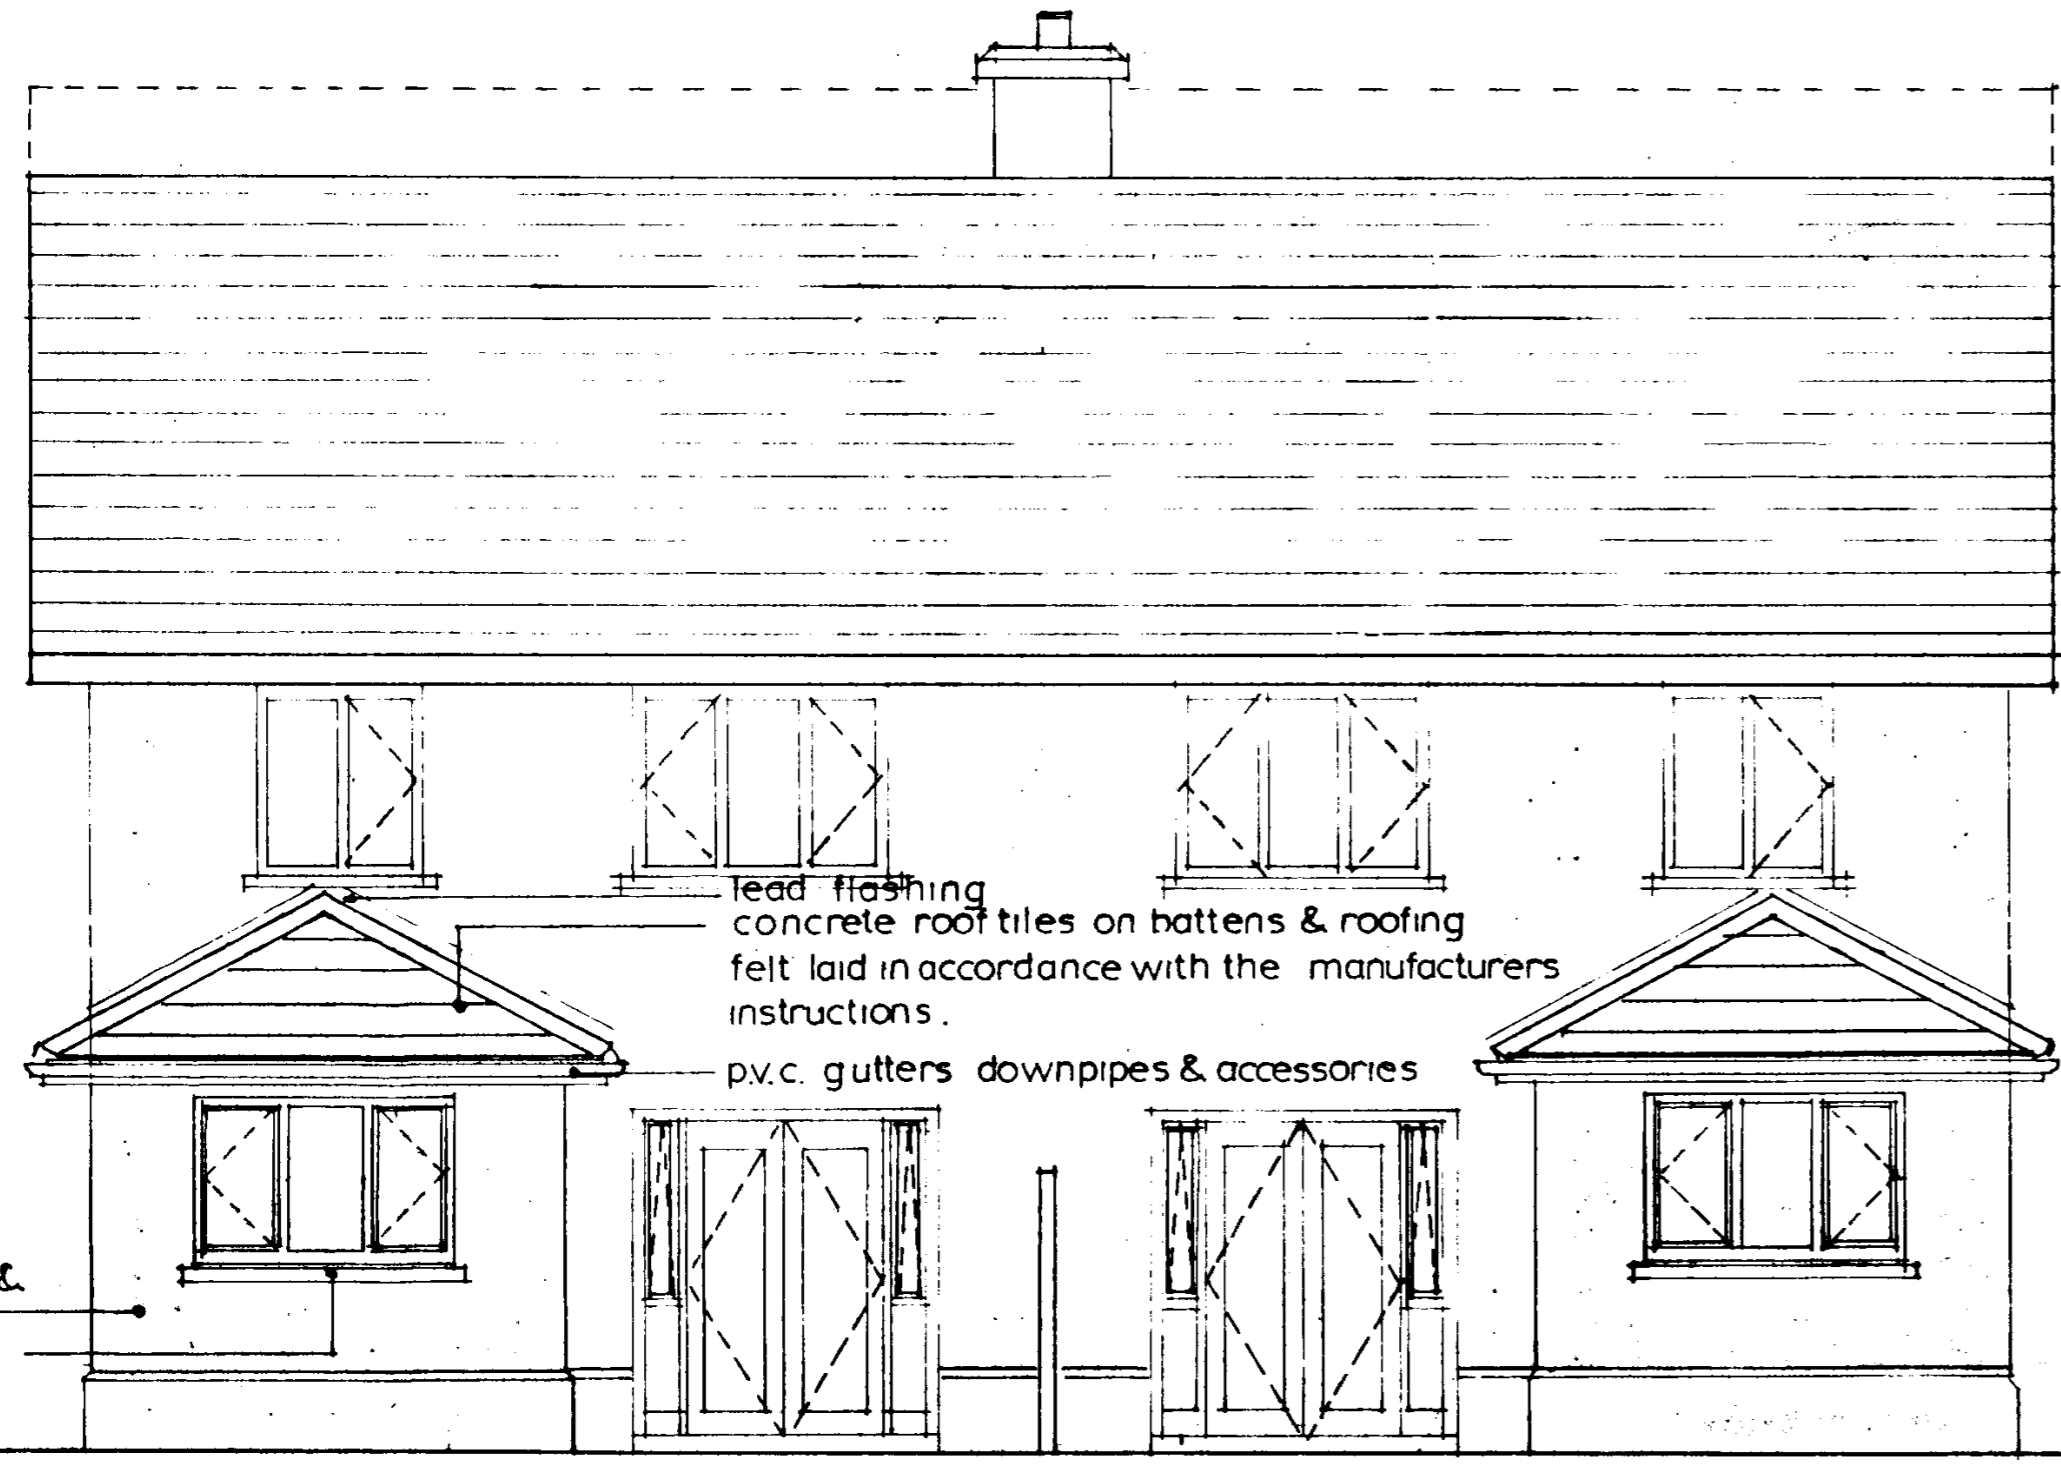 lead flashing
concrete roof tiles on battens & roofing
felt laid in accordance with the manufacturers
instructions.
p.v.c. gutters downpipes & accessories
&